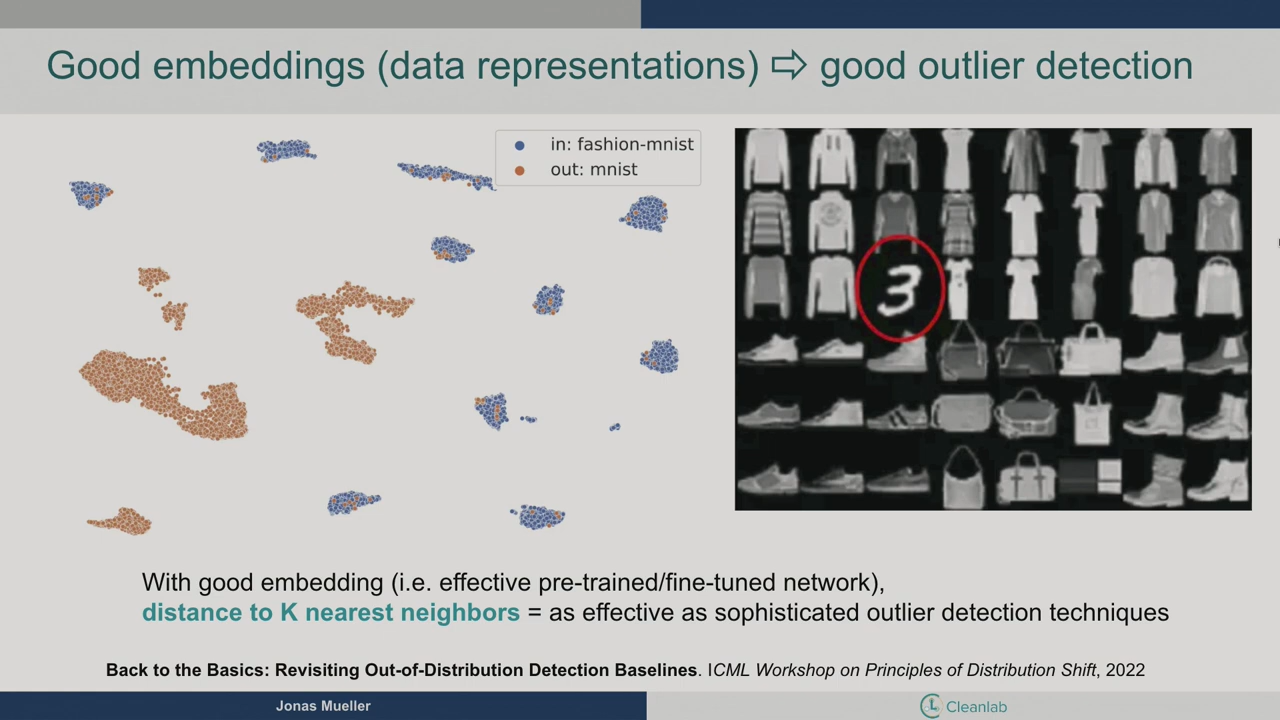 Good embeddings (data representations) ⇨ good outlier detection
in: fashion-mnist
out: mnist
3
With good embedding (i.e. effective pre-trained/fine-tuned network),
distance to K nearest neighbors = as effective as sophisticated outlier detection techniques
Back to the Basics: Revisiting Out-of-Distribution Detection Baselines. ICML Workshop on Principles of Distribution Shift, 2022
Jonas Mueller
Cleanlab